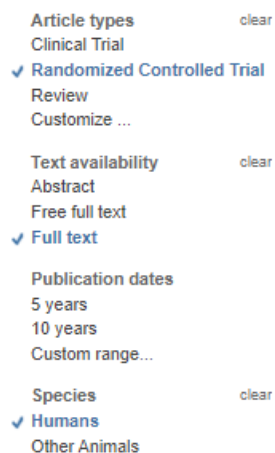 Article types clear
Clinical Trial
Randomized Controlled Trial
Review
Customize ...
Text availability clear
Abstract
Free full text
Full text
Publication dates
5 years
10 years
Custom range...
Species clear
Humans
Other Animals